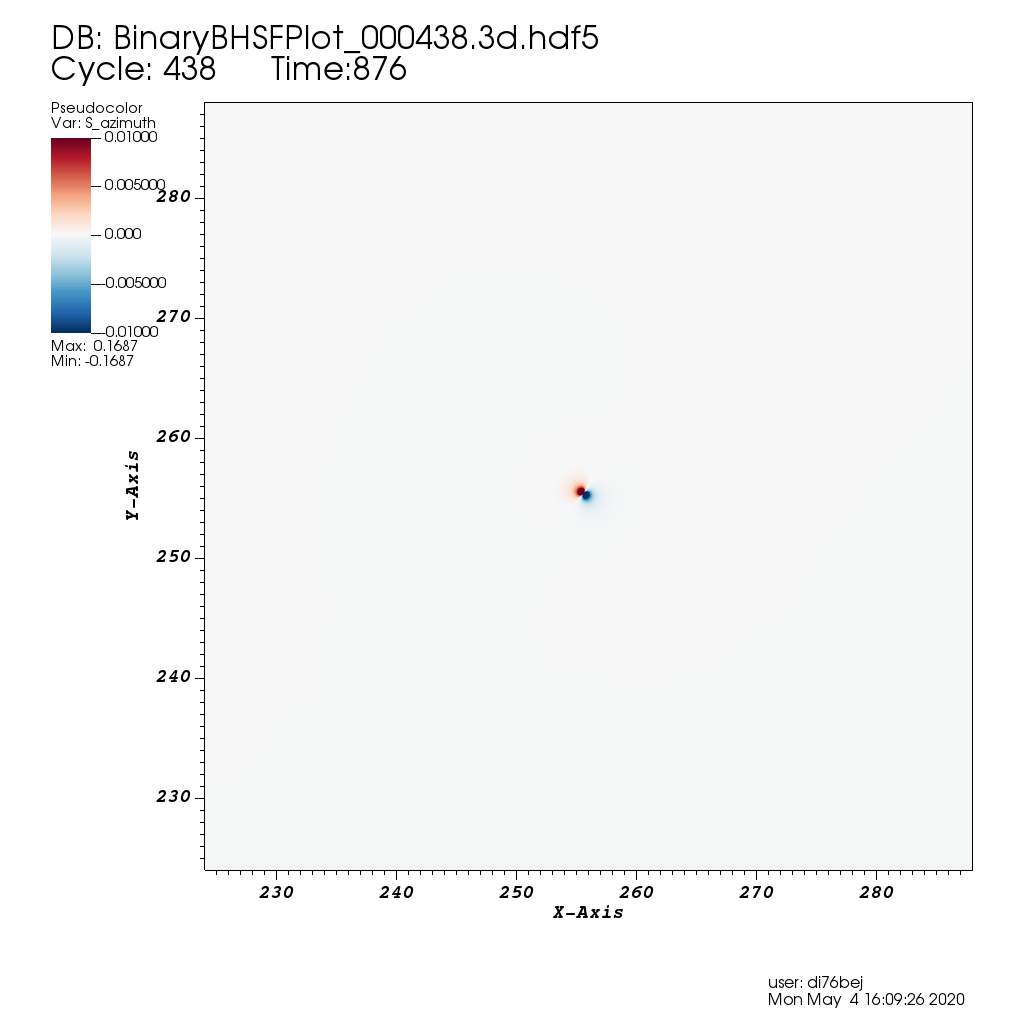 DB: BinaryBHSFPlot_000438.3d.hdf5
Cycle: 438 Time:876
Pseudocolor
Var: S_azimuth
0.01000
0.005000
0.000
-0.005000
-0.01000
Max: 0.1687
Min: -0.1687
280
270
260
250
240
230
Y-Axis
230 240 250 260 270 280
X-Axis
user: di76bej
Mon May 4 16:09:26 2020